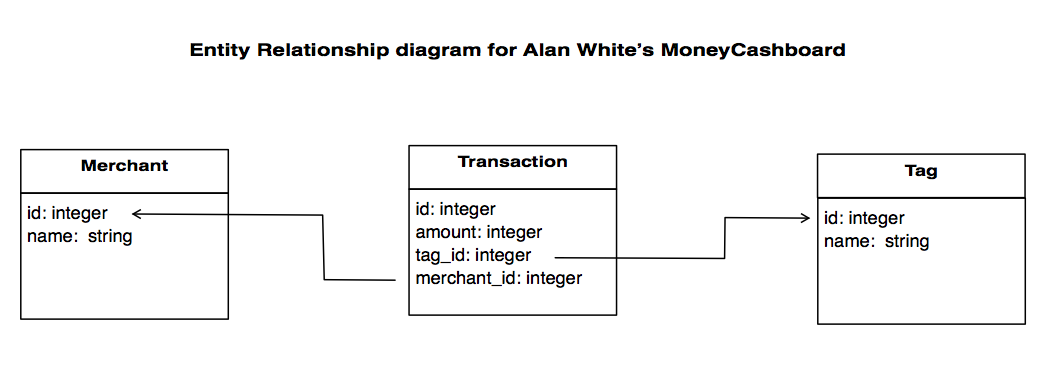 Entity Relationship diagram for Alan White’s MoneyCashboard
Merchant
id: integer
name:  string
Transaction
id: integer
amount: integer
tag_id: integer
merchant_id: integer
Tag
id: integer
name:  string